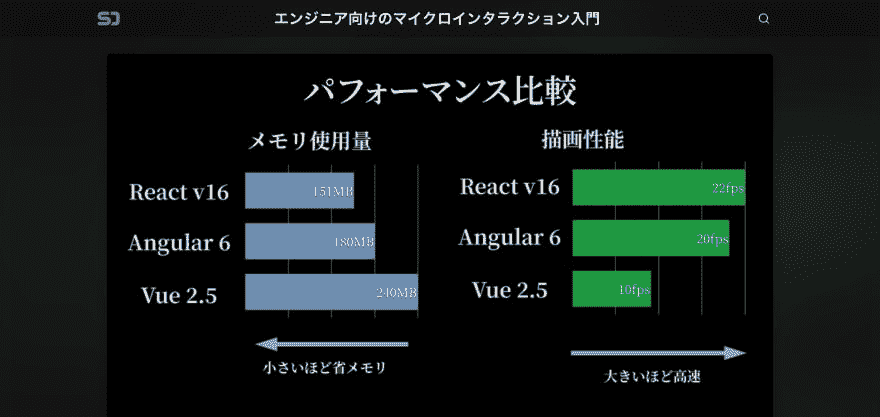 SD
エンジニア向けのマイクロインタラクション入門
パフォーマンス比較
メモリ使用量
React v16 151MB
Angular 6 180MB
Vue 2.5 240MB
小さいほど省メモリ
描画性能
React v16 22fps
Angular 6 20fps
Vue 2.5 10fps
大きいほど高速